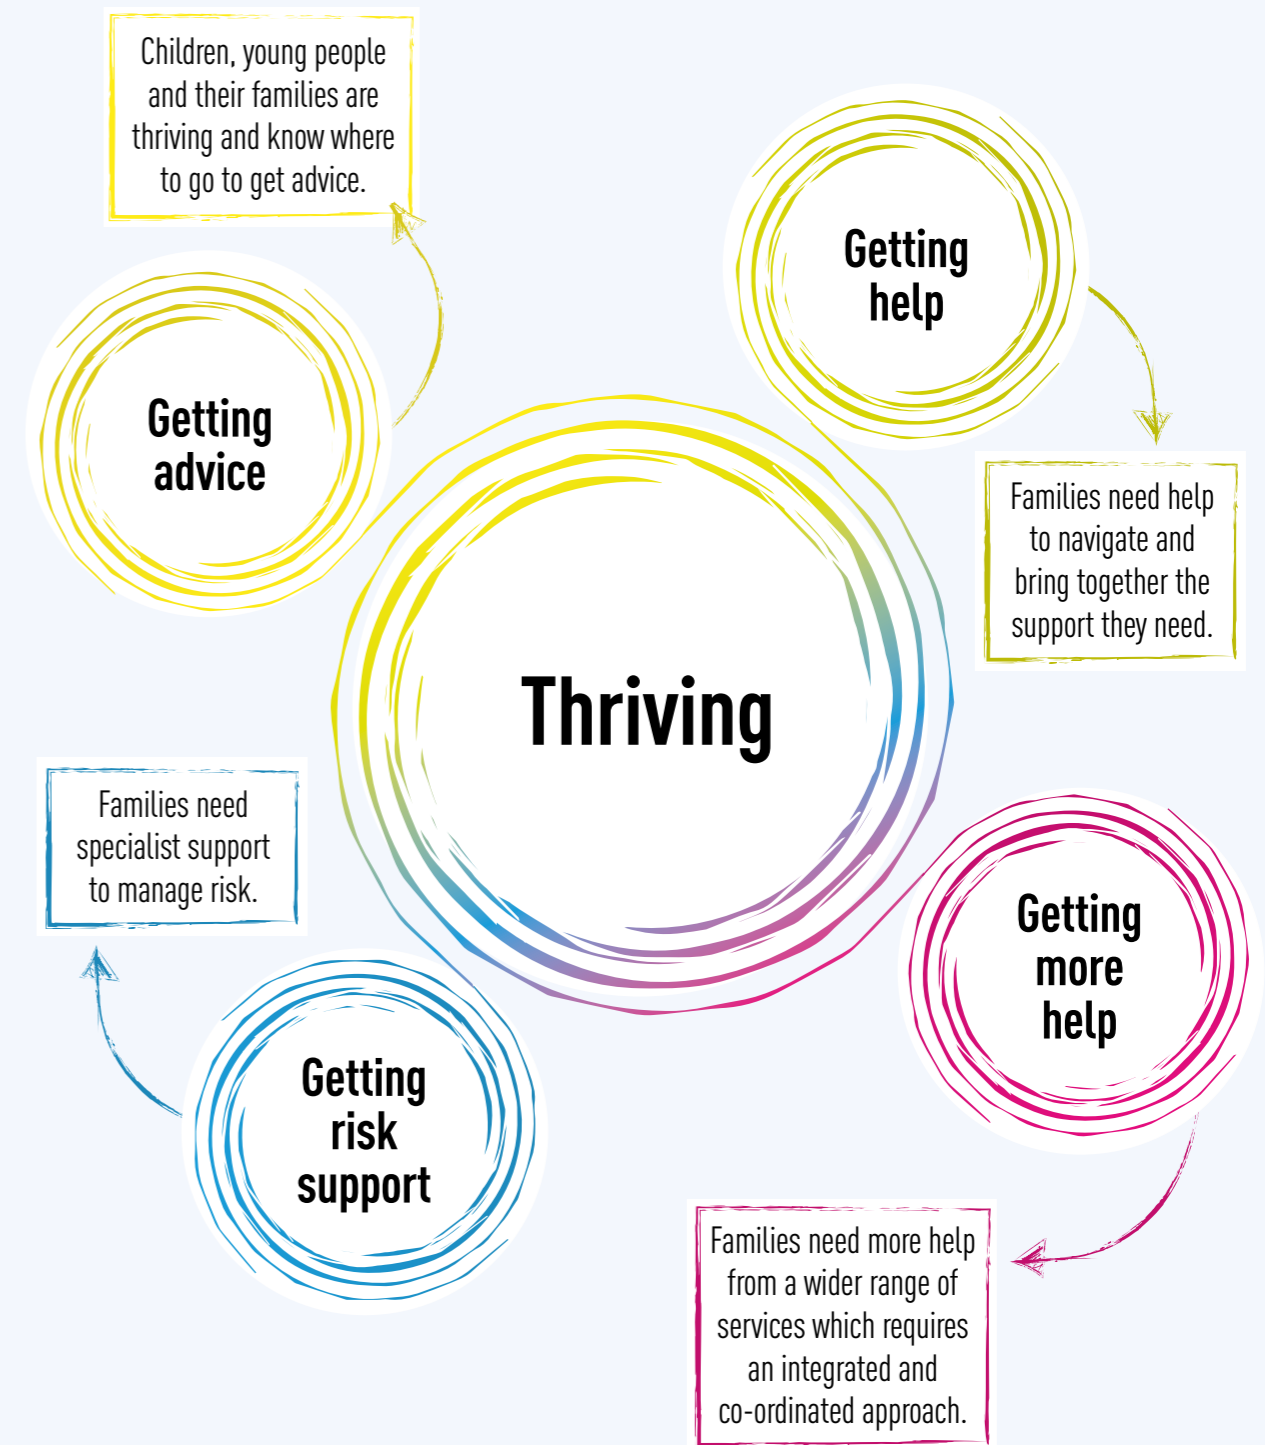 Children, young people
and their families are
thriving and know where
to go to get advice.
Getting
advice
Getting
help
Families need help
to navigate and
bring together the
support they need.
Thriving
Families need
specialist support
to manage risk.
Getting
risk
support
Getting
more
help
Families need more help
from a wider range of
services which requires
an integrated and
co-ordinated approach.